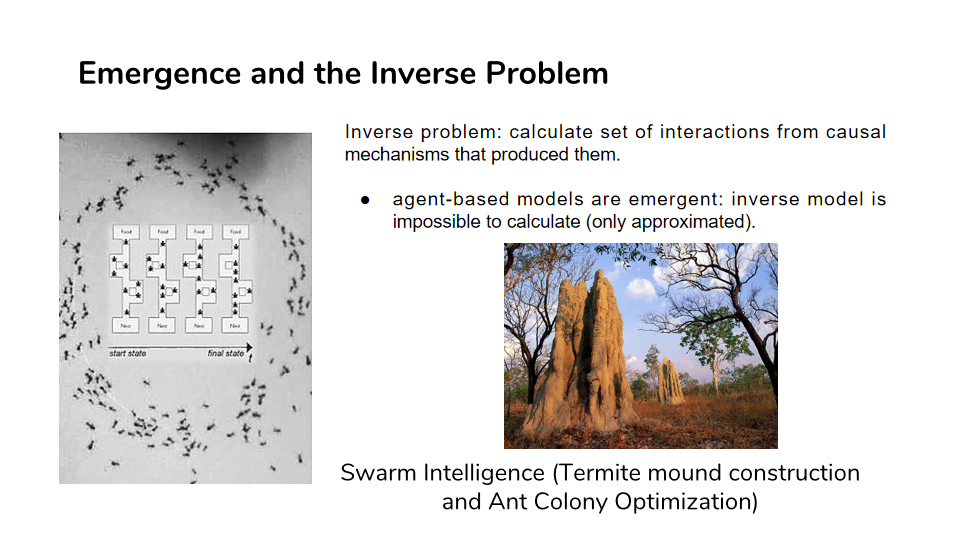 Emergence and the Inverse Problem
Inverse problem: calculate set of interactions from causal
mechanisms that produced them.
● agent-based models are emergent: inverse model is
impossible to calculate (only approximated).
Food Food Food Food
Nest Nest Nest Nest
start state final state t
Swarm Intelligence (Termite mound construction
and Ant Colony Optimization)